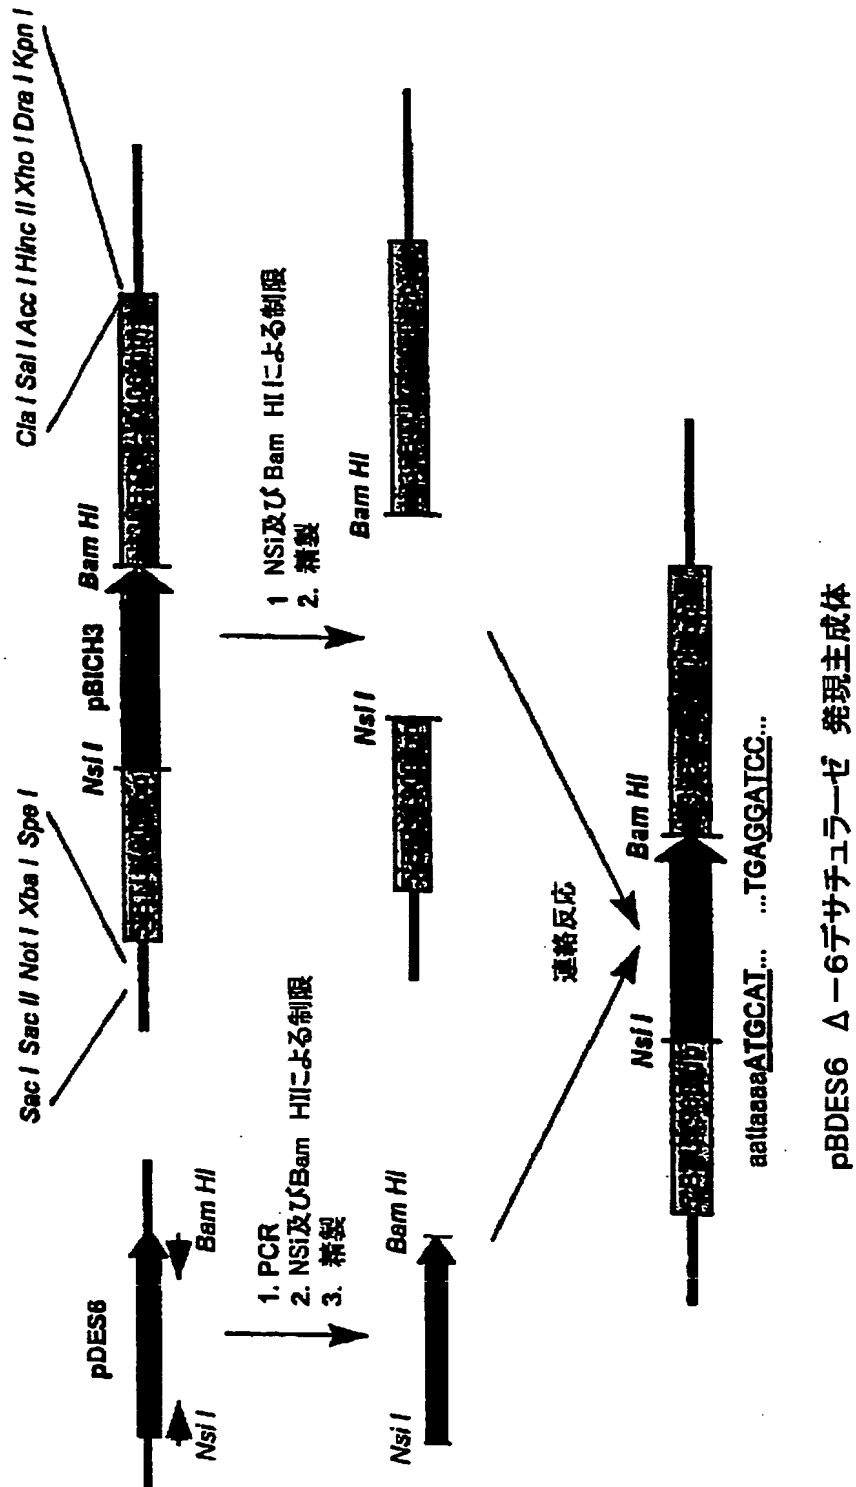 Sac I Sac II Not I Xba I Spe I
Cla I Sal I Acc I Hinc II Xho I Dra I Kpn I
pDES6
Nsi I
Bam HI
Nsi I
pBICH3
Bam HI
1. PCR
2. NSi及びBam HIによる制限
3. 精製
1 NSi及び Bam HIによる制限
2. 精製
Nsi I
Bam HI
Nsi I
Bam HI
連絡反応
Nsi I
Bam HI
aattaaaaATGCAT... ...TGAGGATCC...
pBDES6 Δ−6デサチュラーゼ 発現主成体